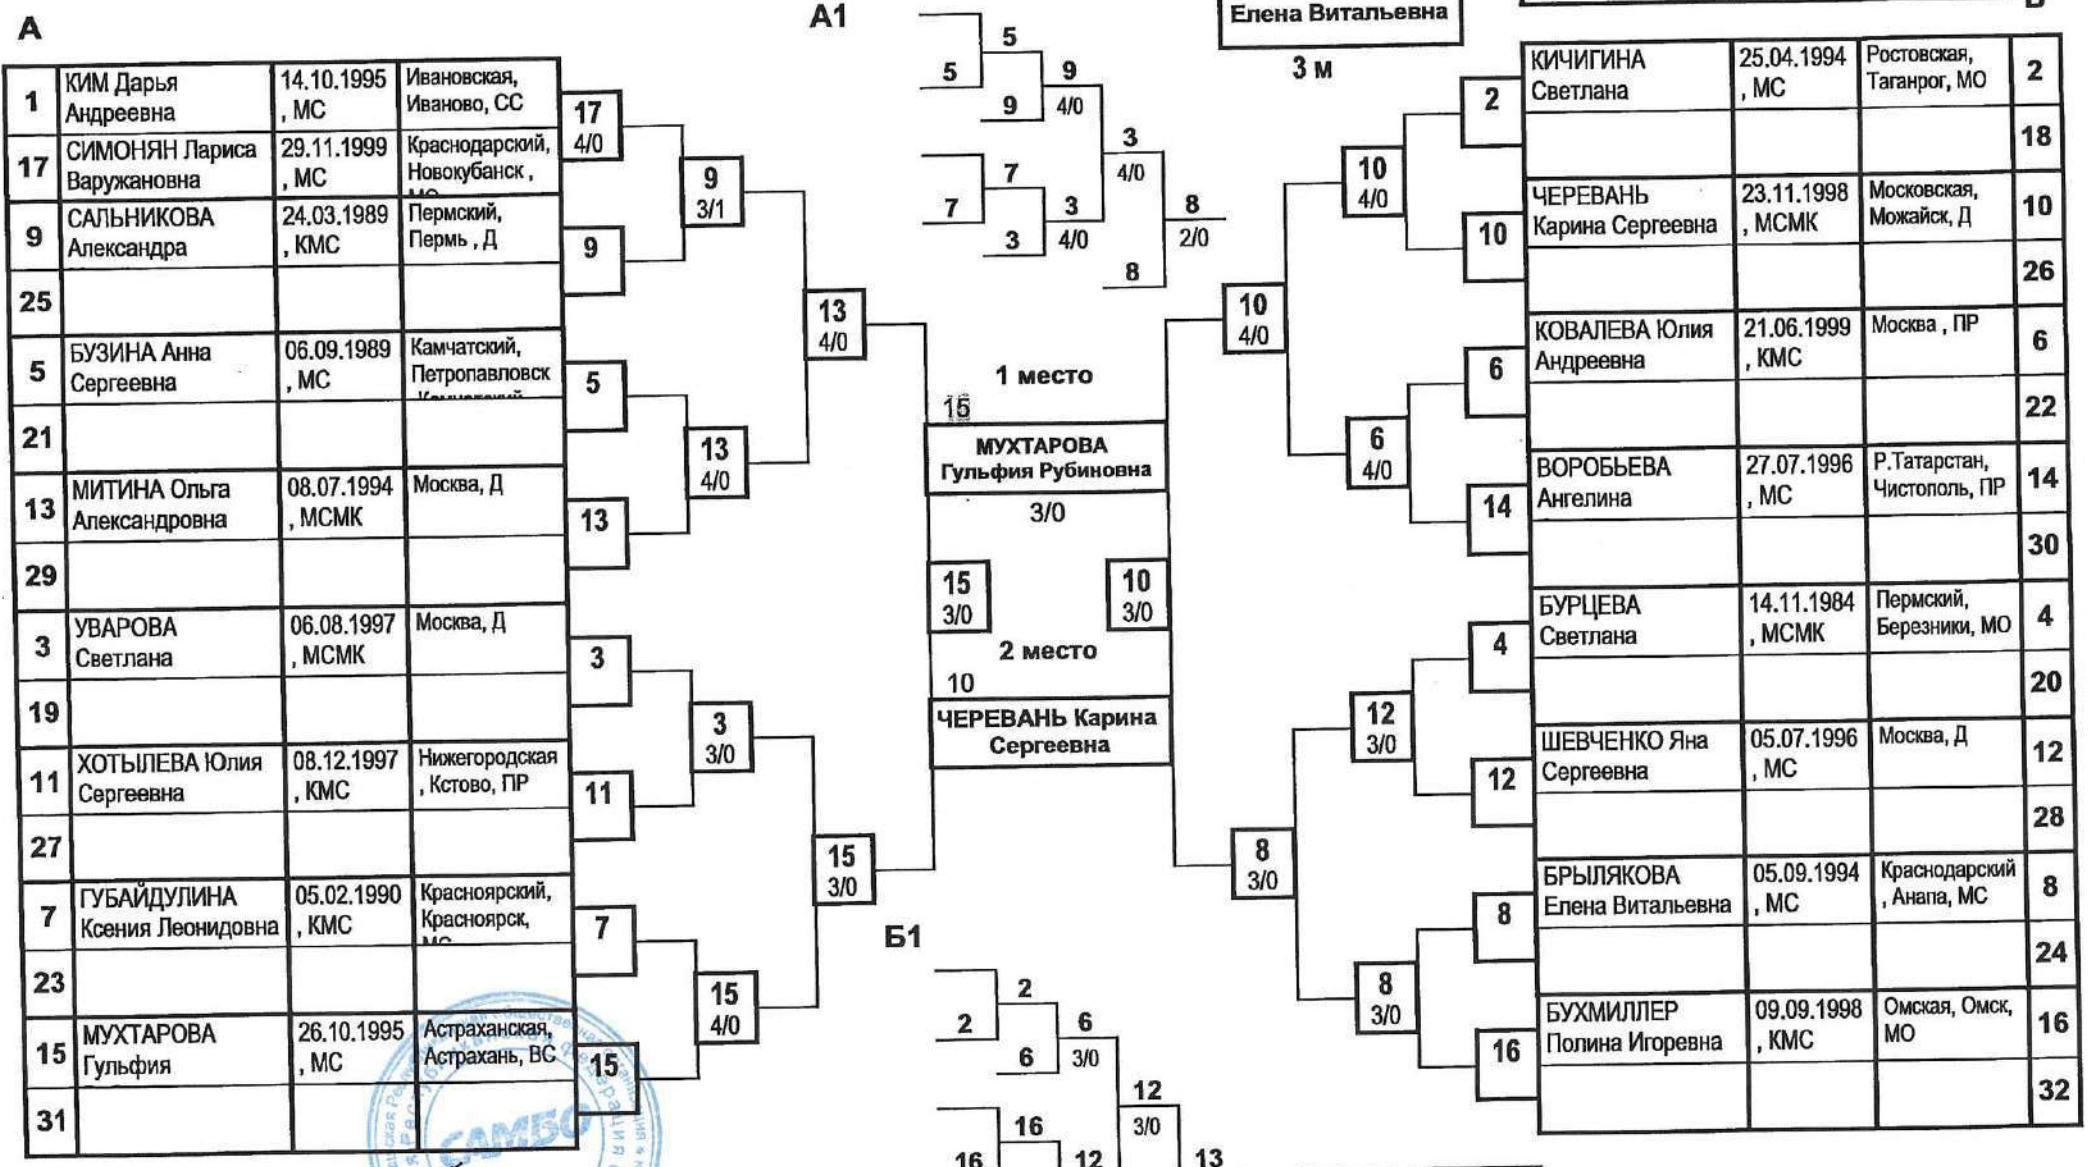 А
А1
Елена Витальевна
3 м
1
КИМ Дарья
Андреевна
14.10.1995
, МС
Ивановская,
Иваново, СС
17
СИМОНЯН Лариса
Варужановна
29.11.1999
, МС
Краснодарский,
Новокубанск ,
МО
9
САЛЬНИКОВА
Александра
24.03.1989
, КМС
Пермский,
Пермь , Д
25
5
БУЗИНА Анна
Сергеевна
06.09.1989
, МС
Камчатский,
Петропавловск
21
13
МИТИНА Ольга
Александровна
08.07.1994
, МСМК
Москва, Д
29
3
УВАРОВА
Светлана
06.08.1997
, МСМК
Москва, Д
19
11
ХОТЫЛЕВА Юлия
Сергеевна
08.12.1997
, КМС
Нижегородская
, Кстово, ПР
27
7
ГУБАЙДУЛИНА
Ксения Леонидовна
05.02.1990
, КМС
Красноярский,
Красноярск,
23
15
МУХТАРОВА
Гульфия
26.10.1995
, МС
Астраханская,
Астрахань, ВС
31
САМБО
17
4/0
9
5
13
3
11
7
15
9
3/1
13
4/0
3
3/0
15
4/0
13
4/0
15
3/0
5
5
9
9
4/0
7
7
3
3
4/0
3
4/0
8
8
2/0
1 место
15
МУХТАРОВА
Гульфия Рубиновна
3/0
15
3/0
10
3/0
2 место
10
ЧЕРЕВАНЬ Карина
Сергеевна
Б1
2
2
6
6
3/0
16
16
12
12
3/0
13
10
4/0
8
3/0
10
4/0
6
4/0
12
3/0
8
3/0
2
10
6
14
4
12
8
16
КИЧИГИНА
Светлана
25.04.1994
, МС
Ростовская,
Таганрог, МО
2
18
ЧЕРЕВАНЬ
Карина Сергеевна
23.11.1998
, МСМК
Московская,
Можайск, Д
10
26
КОВАЛЕВА Юлия
Андреевна
21.06.1999
, КМС
Москва , ПР
6
22
ВОРОБЬЕВА
Ангелина
27.07.1996
, МС
Р.Татарстан,
Чистополь, ПР
14
30
БУРЦЕВА
Светлана
14.11.1984
, МСМК
Пермский,
Березники, МО
4
20
ШЕВЧЕНКО Яна
Сергеевна
05.07.1996
, МС
Москва, Д
12
28
БРЫЛЯКОВА
Елена Витальевна
05.09.1994
, МС
Краснодарский
, Анапа, МС
8
24
БУХМИЛЛЕР
Полина Игоревна
09.09.1998
, КМС
Омская, Омск,
МО
16
32